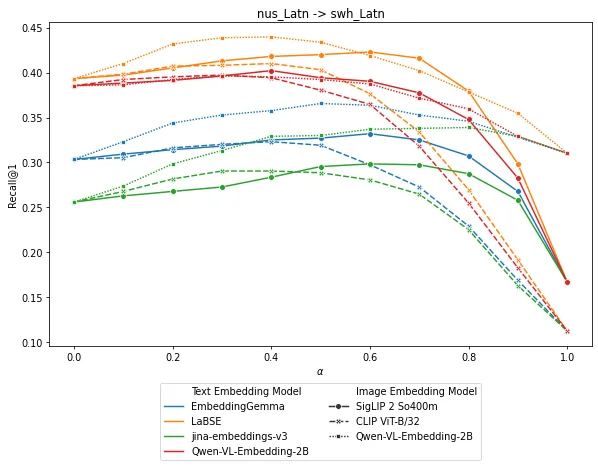 nus_Latn -> swh_Latn
0.45
0.40
0.35
0.30
0.25
0.20
0.15
0.10
Recall@1
0.0 0.2 0.4 0.6 0.8 1.0
α
Text Embedding Model
EmbeddingGemma
LaBSE
jina-embeddings-v3
Qwen-VL-Embedding-2B
Image Embedding Model
SigLIP 2 So400m
CLIP ViT-B/32
Qwen-VL-Embedding-2B